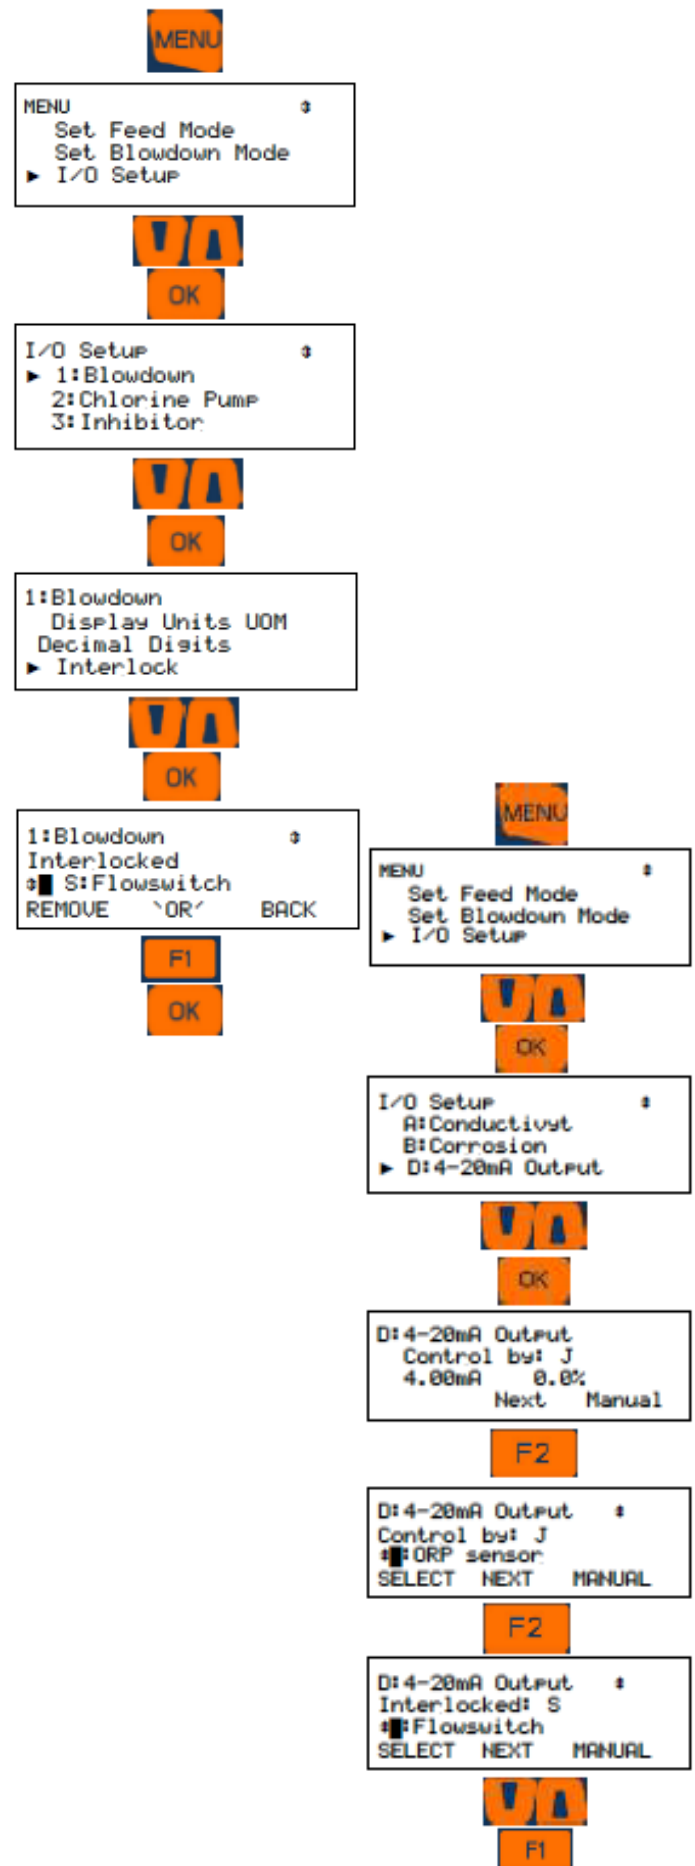 MENU
MENU
Set Feed Mode
Set Blowdown Mode
► I/O Setup
OK
I/O Setup
► 1:Blowdown
2:Chlorine Pump
3:Inhibitor
OK
1:Blowdown
Display Units UOM
Decimal Digits
► Interlock
OK
1:Blowdown
Interlocked
S:Flowswitch
REMOVE `OR´ BACK
F1
OK
MENU
MENU
Set Feed Mode
Set Blowdown Mode
► I/O Setup
OK
I/O Setup
A:Conductivyt
B:Corrosion
► D:4-20mA Output
OK
D:4-20mA Output
Control by: J
4.00mA 0.0%
Next Manual
F2
D:4-20mA Output
Control by: J
:ORP sensor
SELECT NEXT MANUAL
F2
D:4-20mA Output
Interlocked: S
:Flowswitch
SELECT NEXT MANUAL
F1